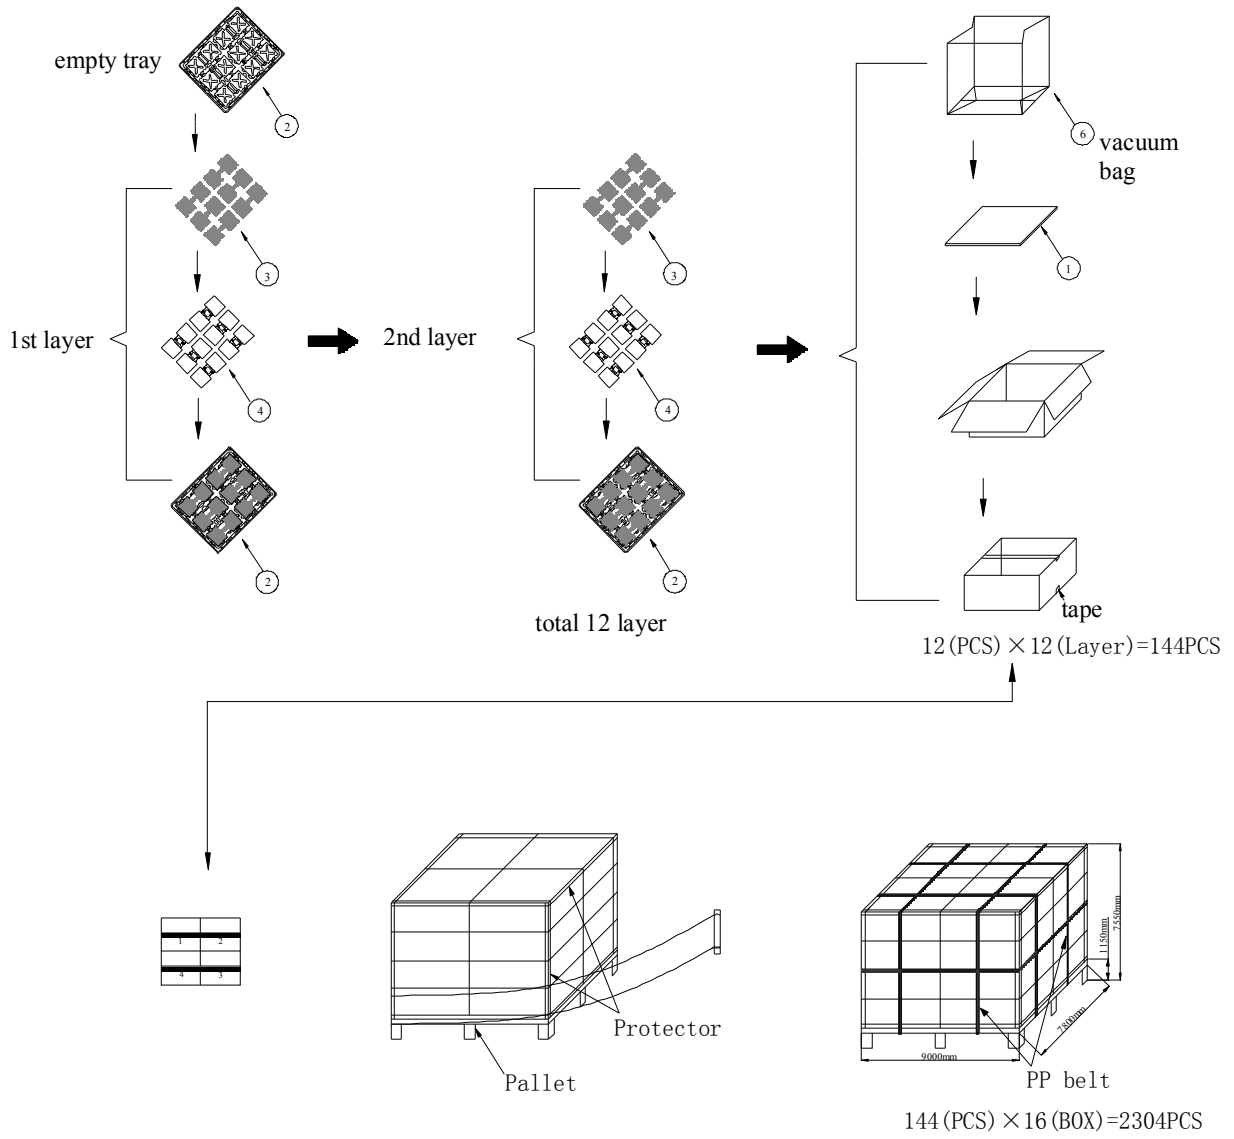 empty tray
2
6
vacuum
bag
3
3
1
1st layer
2nd layer
4
4
2
2
total 12 layer
tape
12(PCS)×12(Layer)=144PCS
1
2
4
3
Protector
Pallet
1150mm
7550mm
7800mm
9000mm
PP belt
144(PCS)×16(BOX)=2304PCS